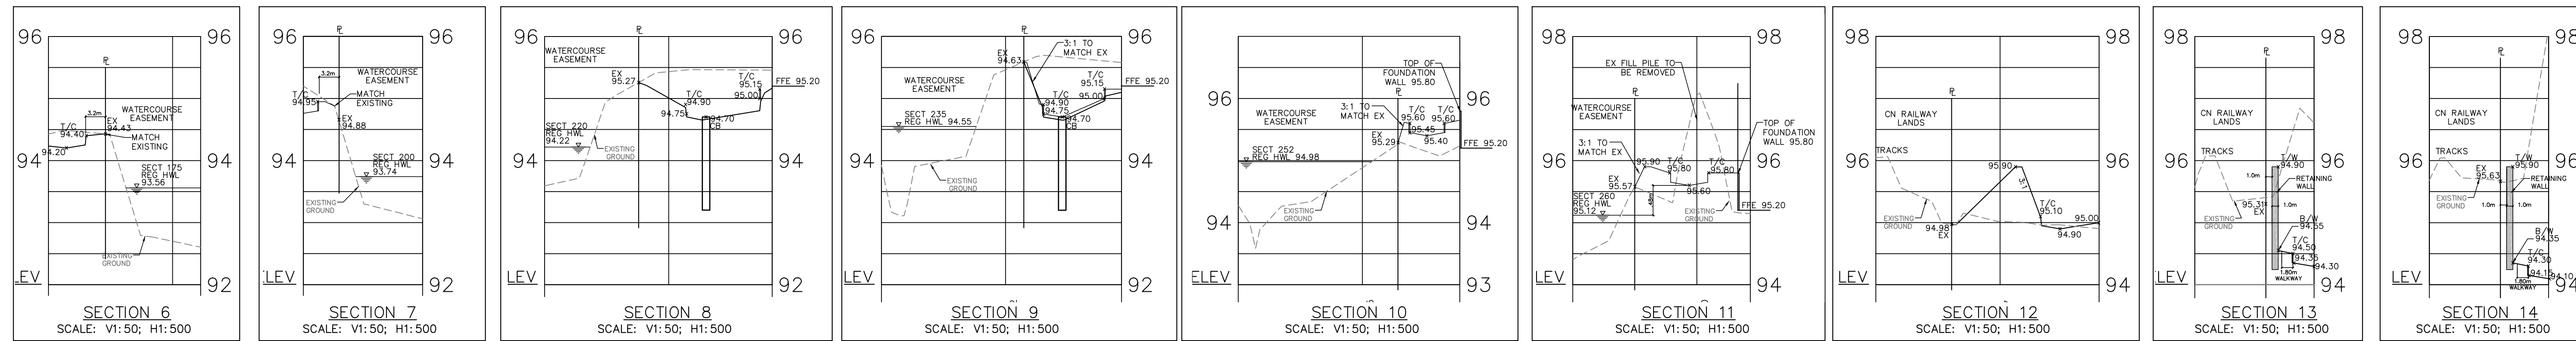 96
96
℄
3.2m
WATERCOURSE
EASEMENT
T/C
94.40
EX
94.43
MATCH
EXISTING
94.20
94
94
SECT 175
REG HWL
93.56
EXISTING
GROUND
LEV
92
SECTION 6
SCALE: V1:50; H1:500
96
℄
3.2m
WATERCOURSE
EASEMENT
T/C
94.95
MATCH
EXISTING
EX
94.88
94
94
SECT 200
REG HWL
93.74
EXISTING
GROUND
LEV
92
SECTION 7
SCALE: V1:50; H1:500
96
96
℄
WATERCOURSE
EASEMENT
EX
95.27
T/C
95.15
FFE 95.20
T/C
94.90
95.00
94.75
94.70
CB
SECT 220
REG HWL
94.22
EXISTING
GROUND
94
94
LEV
92
SECTION 8
SCALE: V1:50; H1:500
96
96
℄
EX
94.63
3:1 TO
MATCH EX
WATERCOURSE
EASEMENT
T/C
95.15
FFE 95.20
T/C
94.90
94.75
95.00
SECT 235
REG HWL 94.55
94.70
CB
94
94
EXISTING
GROUND
LEV
92
SECTION 9
SCALE: V1:50; H1:500
℄
TOP OF
FOUNDATION
WALL 95.80
96
96
WATERCOURSE
EASEMENT
3:1 TO
MATCH EX
T/C
95.60
T/C
95.60
95.45
95.40
EX
95.29
FFE 95.20
SECT 252
REG HWL 94.98
EXISTING
GROUND
94
94
ELEV
93
SECTION 10
SCALE: V1:50; H1:500
98
98
EX FILL PILE TO
BE REMOVED
℄
WATERCOURSE
EASEMENT
TOP OF
FOUNDATION
WALL 95.80
3:1 TO
MATCH EX
96
96
95.90
T/C
95.80
T/C
95.80
EX
95.57
95.60
SECT 260
REG HWL
95.12
.48m
EXISTING
GROUND
FFE 95.20
LEV
94
SECTION 11
SCALE: V1:50; H1:500
98
98
℄
CN RAILWAY
LANDS
TRACKS
96
96
95.90
3:1
EXISTING
GROUND
94.98
EX
T/C
95.10
95.00
94.90
LEV
94
SECTION 12
SCALE: V1:50; H1:500
98
98
℄
CN RAILWAY
LANDS
TRACKS
96
96
T/W
94.90
1.0m
RETAINING
WALL
95.31
EX
1.0m
EXISTING
GROUND
B/W
94.55
T/C
94.50
94.35
94.30
1.80m
WALKWAY
LEV
94
SECTION 13
SCALE: V1:50; H1:500
98
98
℄
CN RAILWAY
LANDS
TRACKS
96
96
T/W
95.90
EX
95.63
RETAINING
WALL
EXISTING
GROUND
1.0m
1.0m
B/W
94.35
T/C
94.30
94.15
94.10
1.80m
WALKWAY
LEV
94
SECTION 14
SCALE: V1:50; H1:500